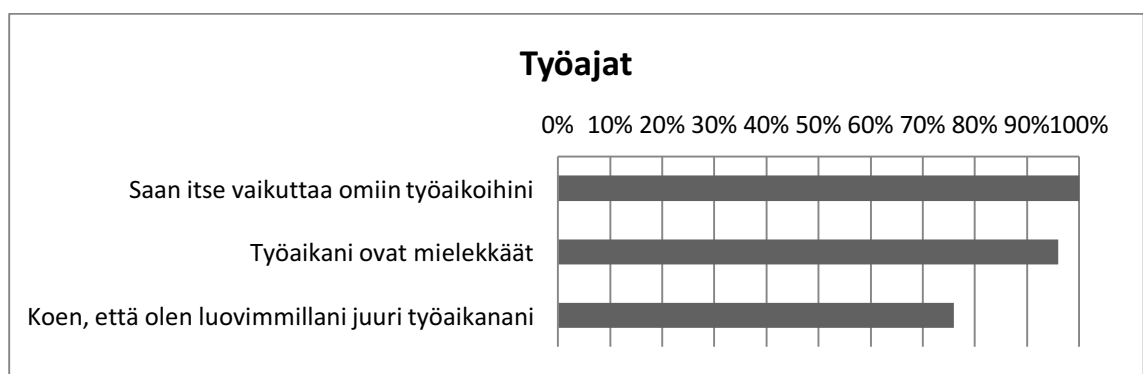 Työajat
0% 10% 20% 30% 40% 50% 60% 70% 80% 90% 100%
Saan itse vaikuttaa omiin työaikoihini
Työaikani ovat mielekkäät
Koen, että olen luovimmillani juuri työaikanani